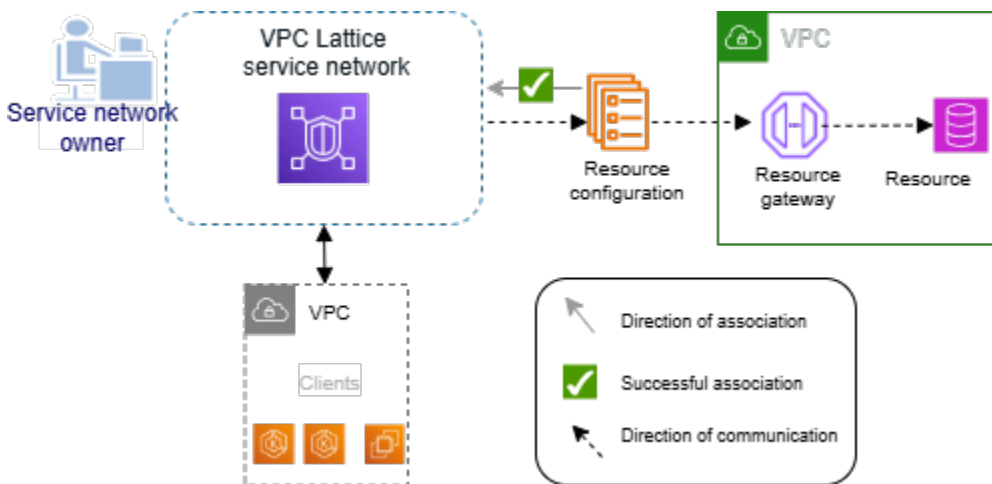 VPC Lattice
service network
VPC
Service network
owner
Resource
configuration
Resource
gateway
Resource
VPC
Clients
Direction of association
Successful association
Direction of communication